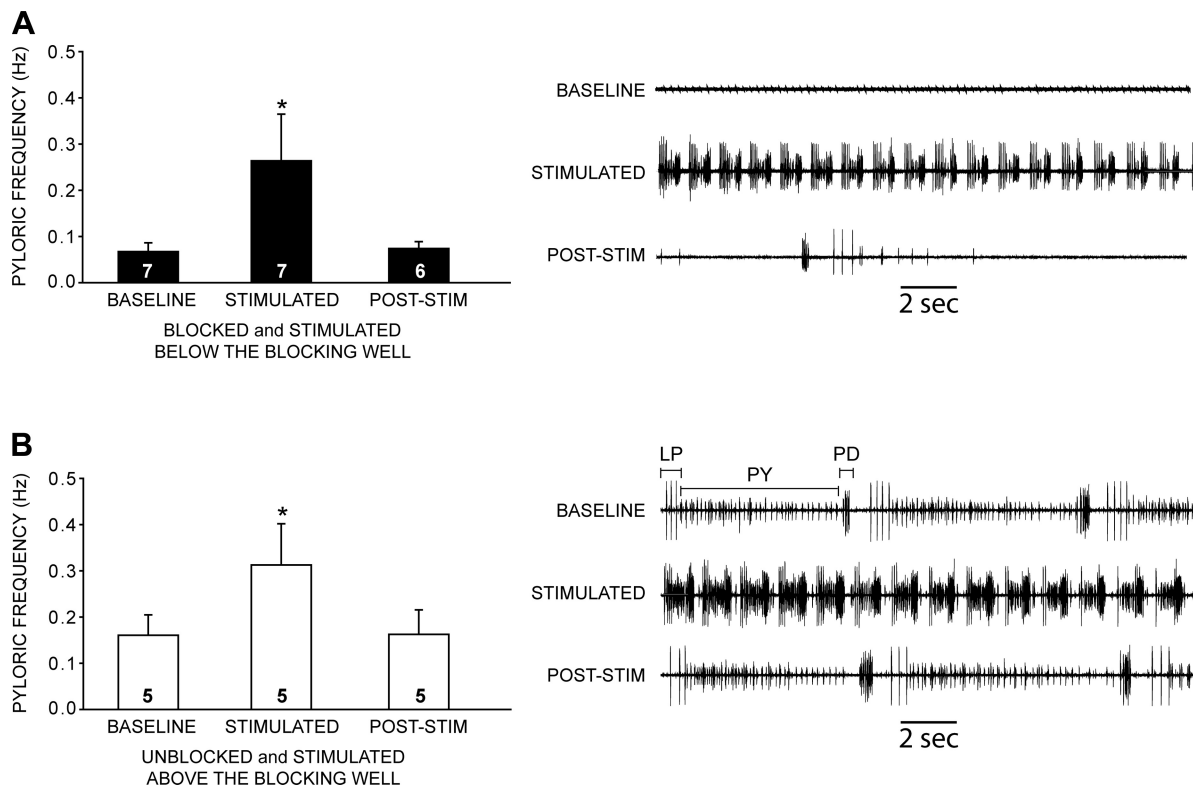 A
PYLORIC FREQUENCY (Hz)
0.5
0.4
0.3
0.2
0.1
0.0
*
7
7
6
BASELINE
STIMULATED
POST-STIM
BLOCKED and STIMULATED
BELOW THE BLOCKING WELL
BASELINE
STIMULATED
POST-STIM
2 sec
B
PYLORIC FREQUENCY (Hz)
0.5
0.4
0.3
0.2
0.1
0.0
*
5
5
5
BASELINE
STIMULATED
POST-STIM
UNBLOCKED and STIMULATED
ABOVE THE BLOCKING WELL
LP
PY
PD
BASELINE
STIMULATED
POST-STIM
2 sec